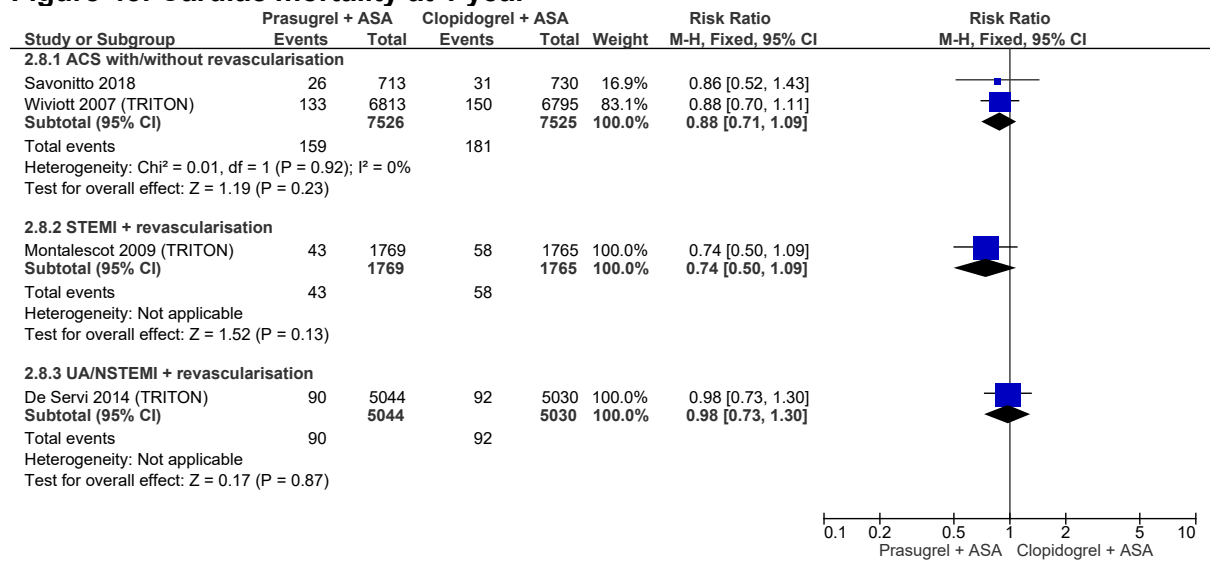 Prasugrel + ASA Clopidogrel + ASA Risk Ratio Risk Ratio
Study or Subgroup Events Total Events Total Weight M-H, Fixed, 95% CI M-H, Fixed, 95% CI
2.8.1 ACS with/without revascularisation
Savonitto 2018 26 713 31 730 16.9% 0.86 [0.52, 1.43]
Wiviott 2007 (TRITON) 133 6813 150 6795 83.1% 0.88 [0.70, 1.11]
Subtotal (95% CI) 7526 7525 100.0% 0.88 [0.71, 1.09]
Total events 159 181
Heterogeneity: Chi² = 0.01, df = 1 (P = 0.92); I² = 0%
Test for overall effect: Z = 1.19 (P = 0.23)
2.8.2 STEMI + revascularisation
Montalescot 2009 (TRITON) 43 1769 58 1765 100.0% 0.74 [0.50, 1.09]
Subtotal (95% CI) 1769 1765 100.0% 0.74 [0.50, 1.09]
Total events 43 58
Heterogeneity: Not applicable
Test for overall effect: Z = 1.52 (P = 0.13)
2.8.3 UA/NSTEMI + revascularisation
De Servi 2014 (TRITON) 90 5044 92 5030 100.0% 0.98 [0.73, 1.30]
Subtotal (95% CI) 5044 5030 100.0% 0.98 [0.73, 1.30]
Total events 90 92
Heterogeneity: Not applicable
Test for overall effect: Z = 0.17 (P = 0.87)
0.1 0.2 0.5 1 2 5 10
Prasugrel + ASA Clopidogrel + ASA